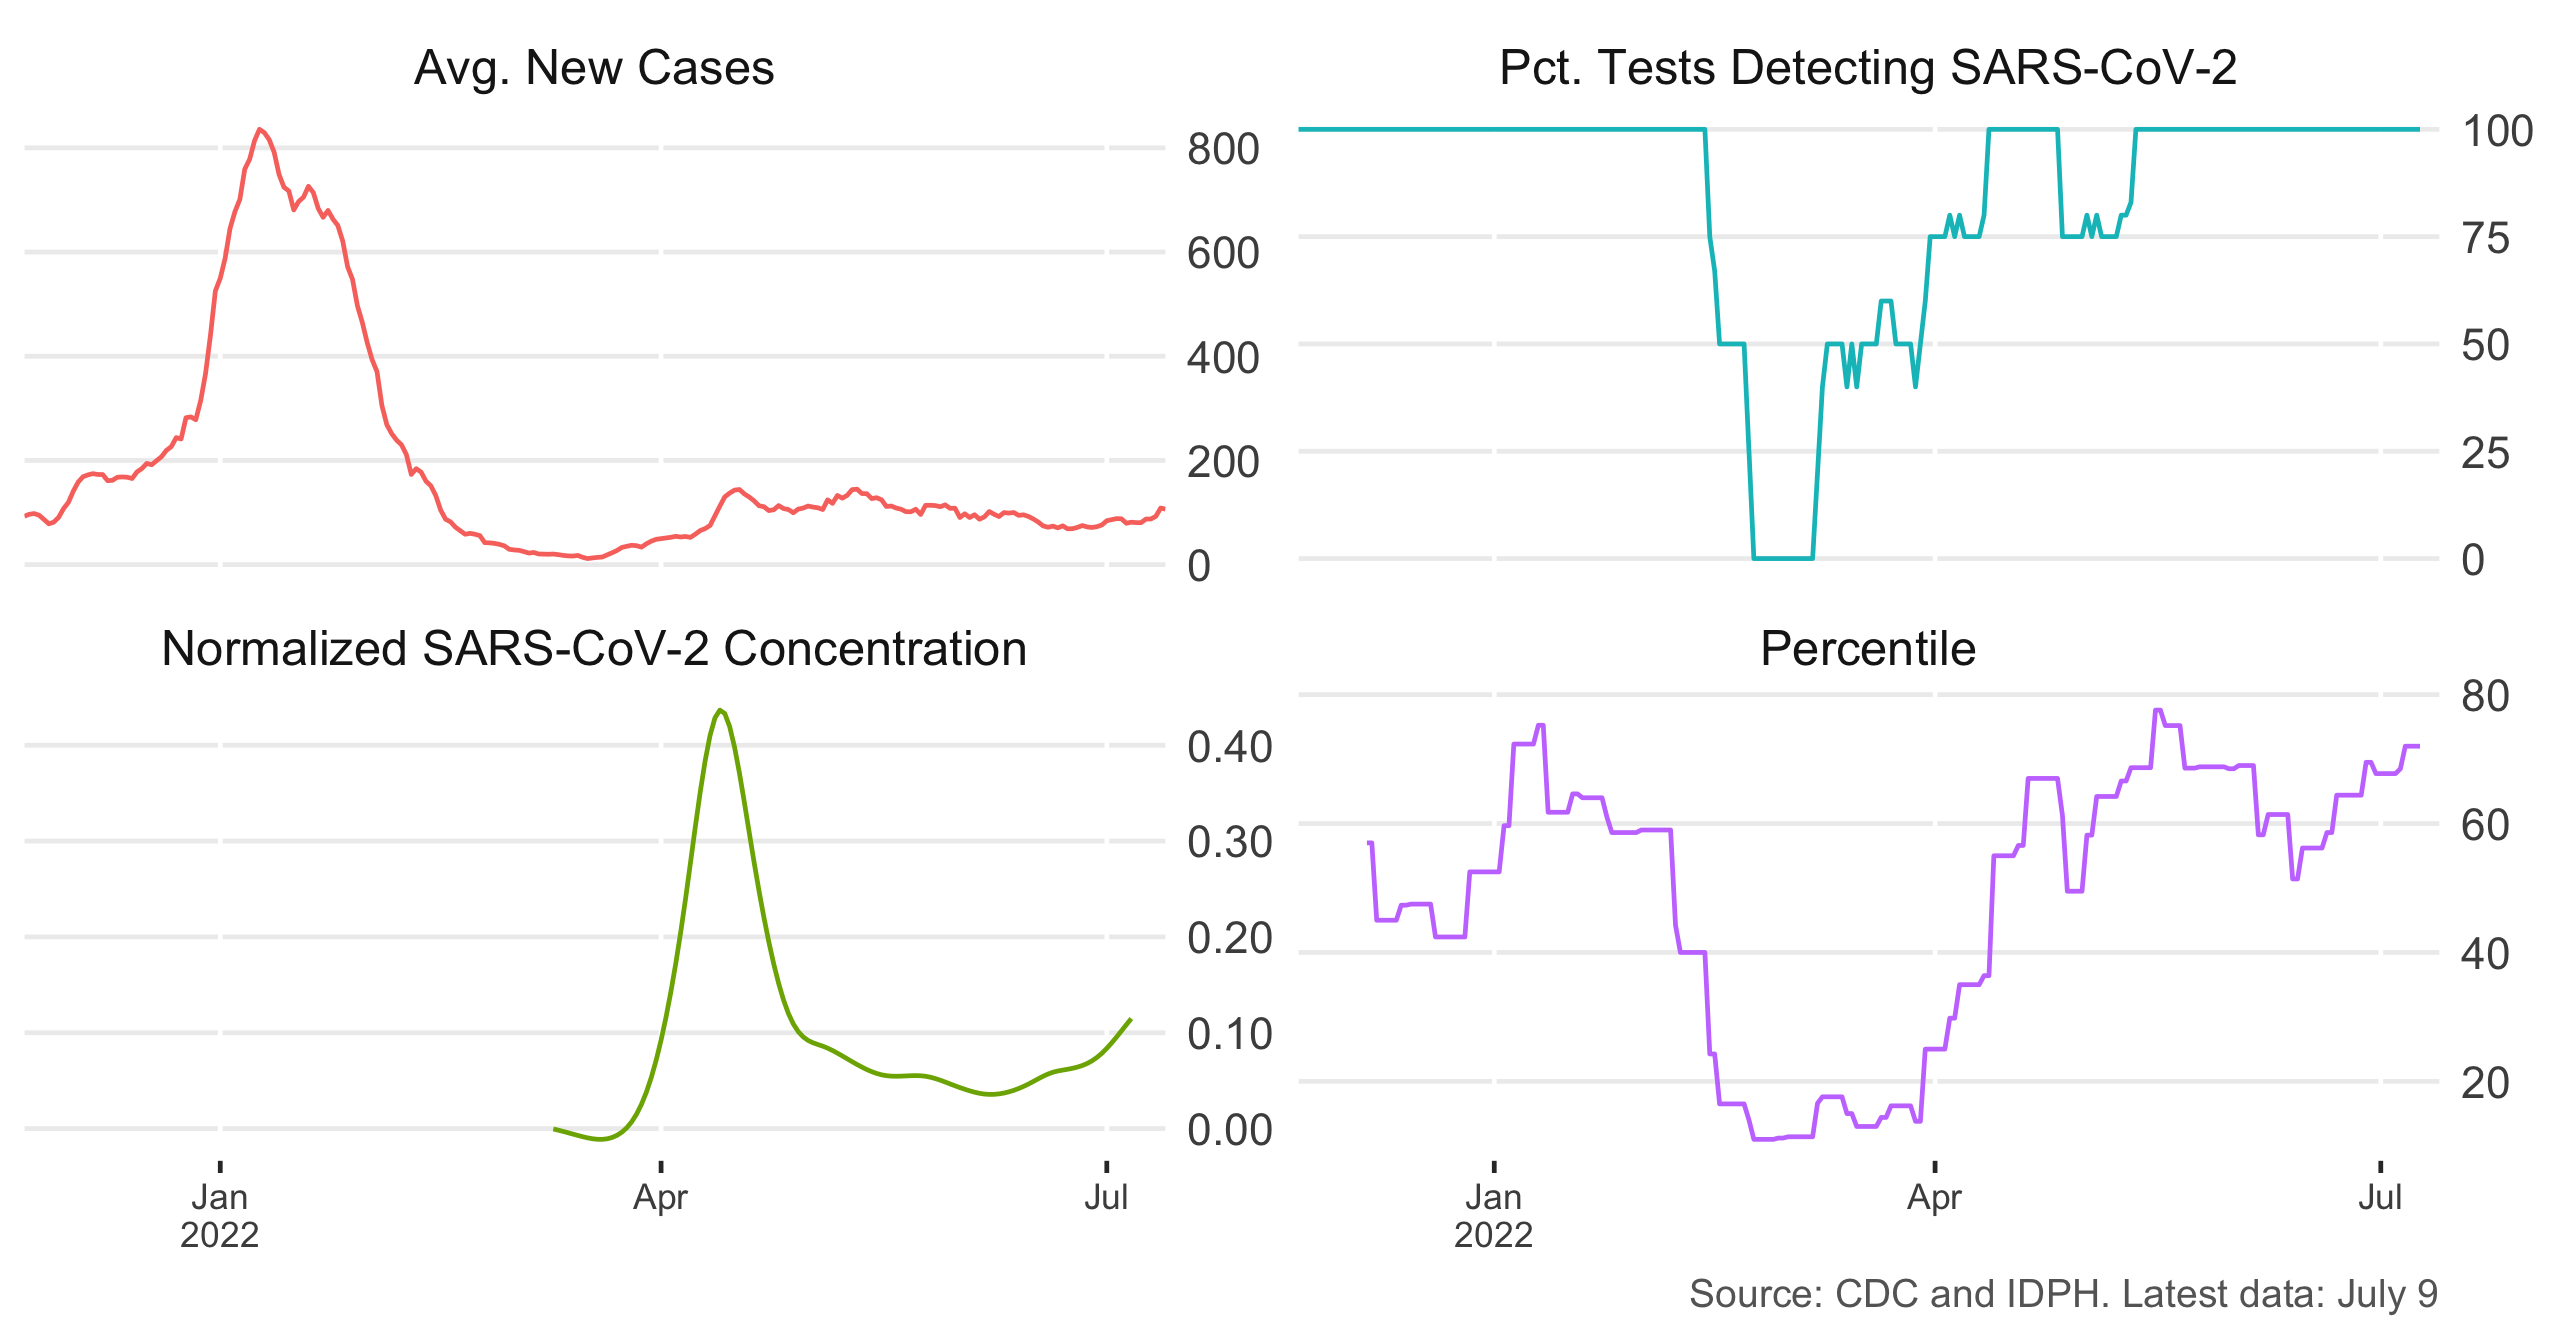 Avg. New Cases
800
600
400
200
0
Pct. Tests Detecting SARS-CoV-2
100
75
50
25
0
Normalized SARS-CoV-2 Concentration
0.40
0.30
0.20
0.10
0.00
Jan
2022
Apr
Jul
Percentile
80
60
40
20
Jan
2022
Apr
Jul
Source: CDC and IDPH. Latest data: July 9